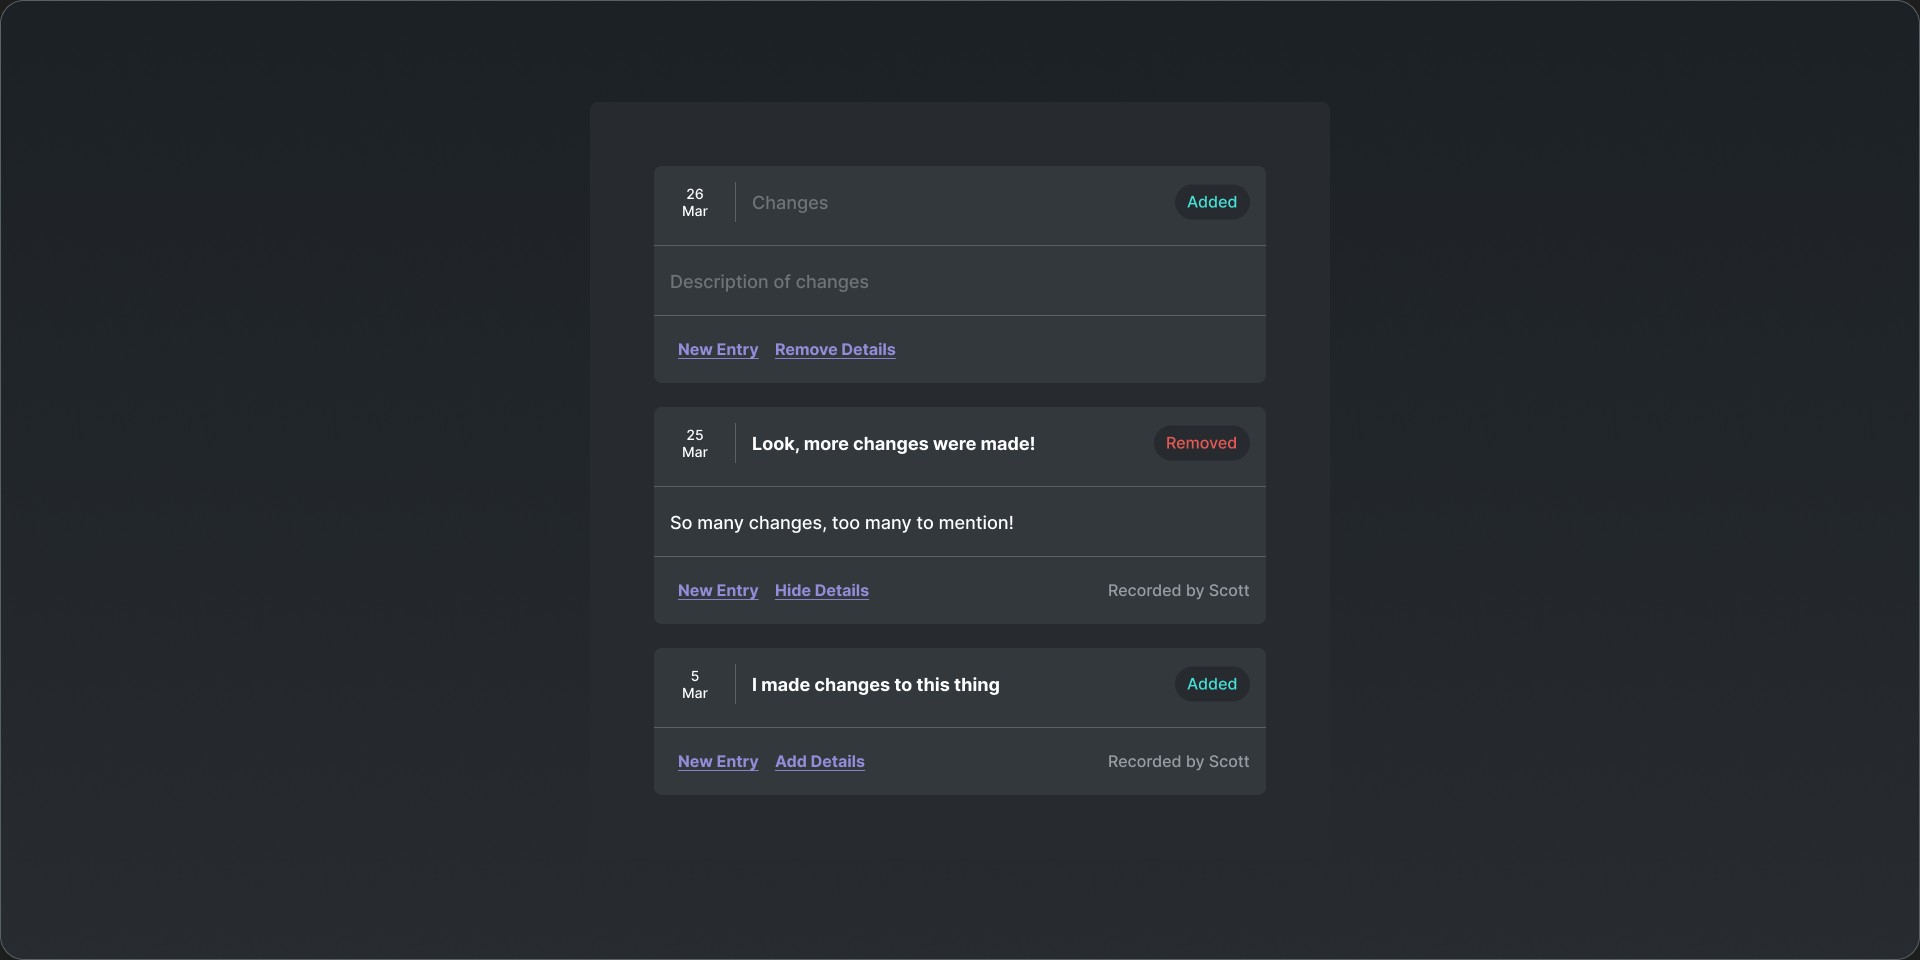 26
Mar
Changes
Added
Description of changes
New Entry Remove Details
25
Mar
Look, more changes were made!
Removed
So many changes, too many to mention!
New Entry Hide Details Recorded by Scott
5
Mar
I made changes to this thing
Added
New Entry Add Details Recorded by Scott